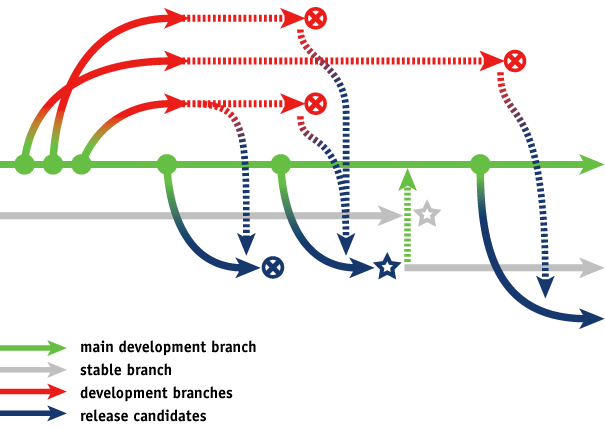 main development branch
stable branch
development branches
release candidates